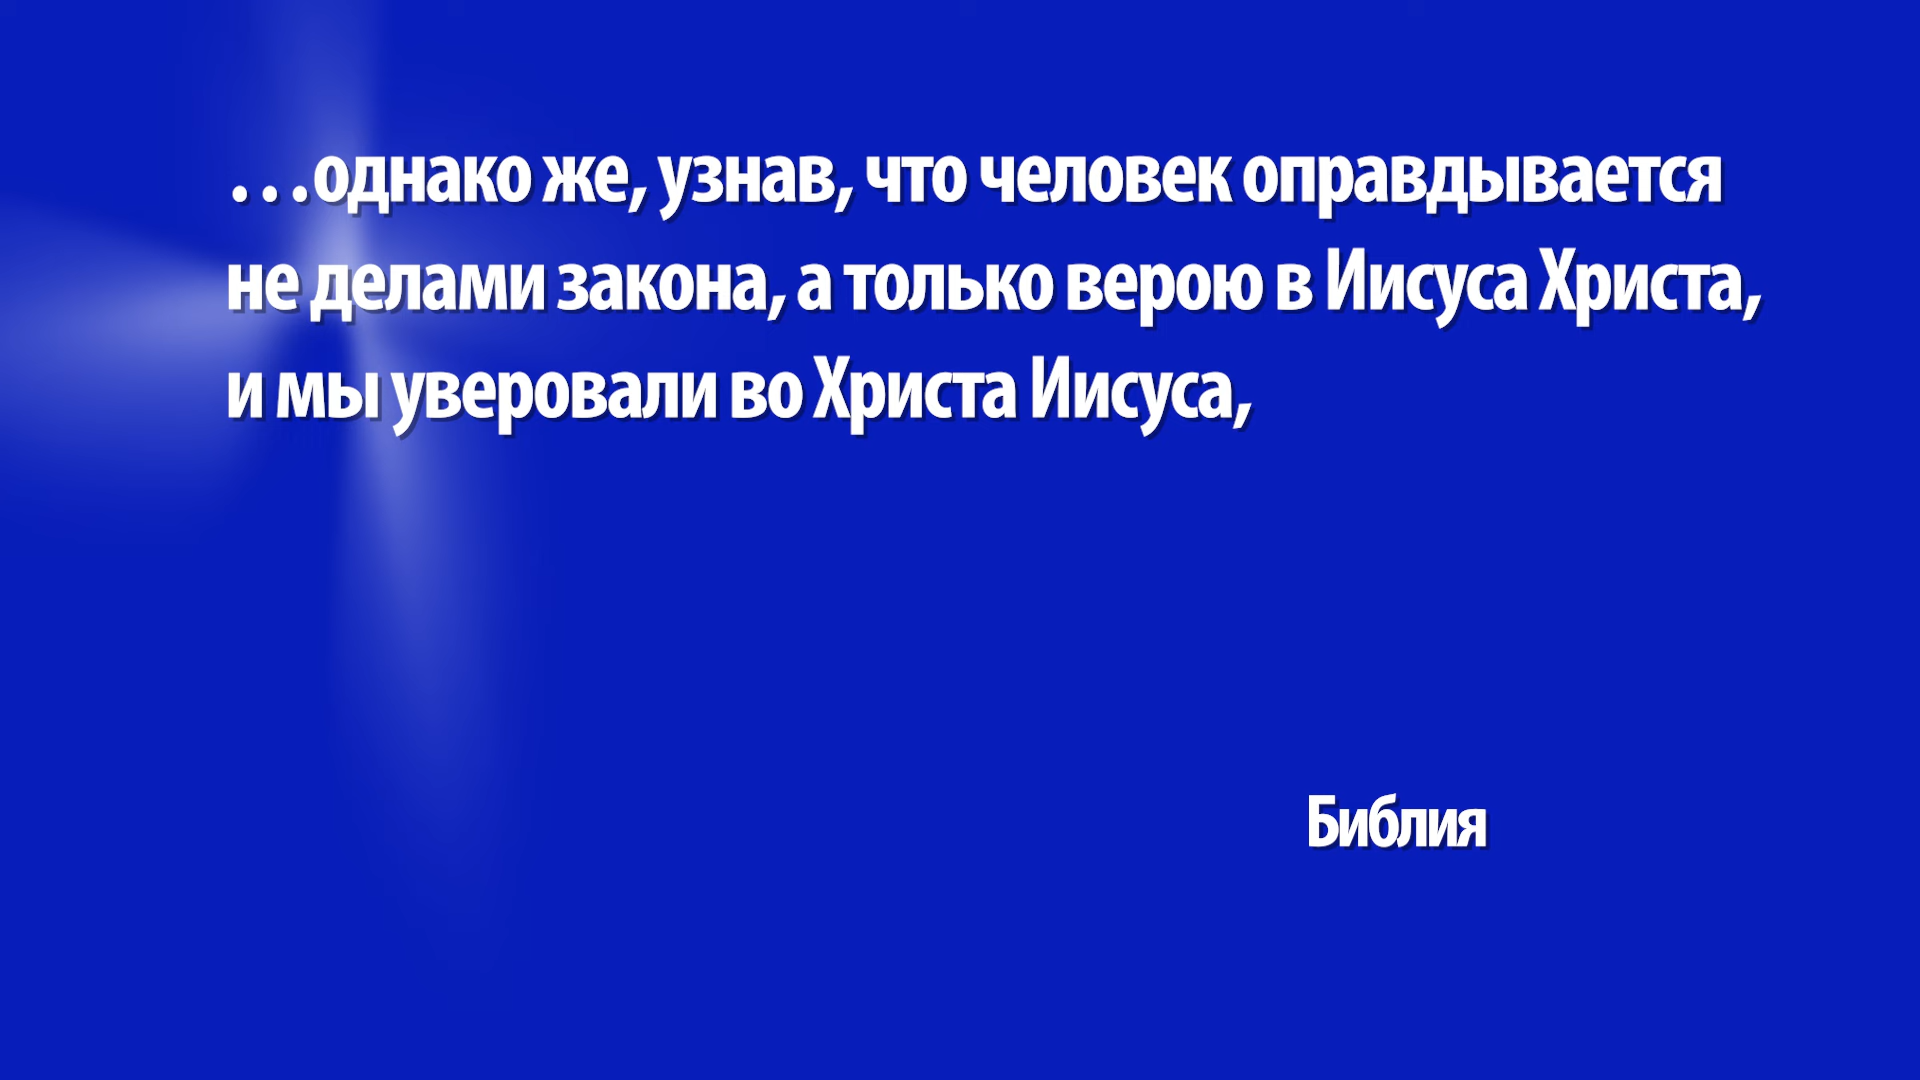 …однако же, узнав, что человек оправдывается
не делами закона, а только верою в Иисуса Христа,
и мы уверовали во Христа Иисуса,
Библия